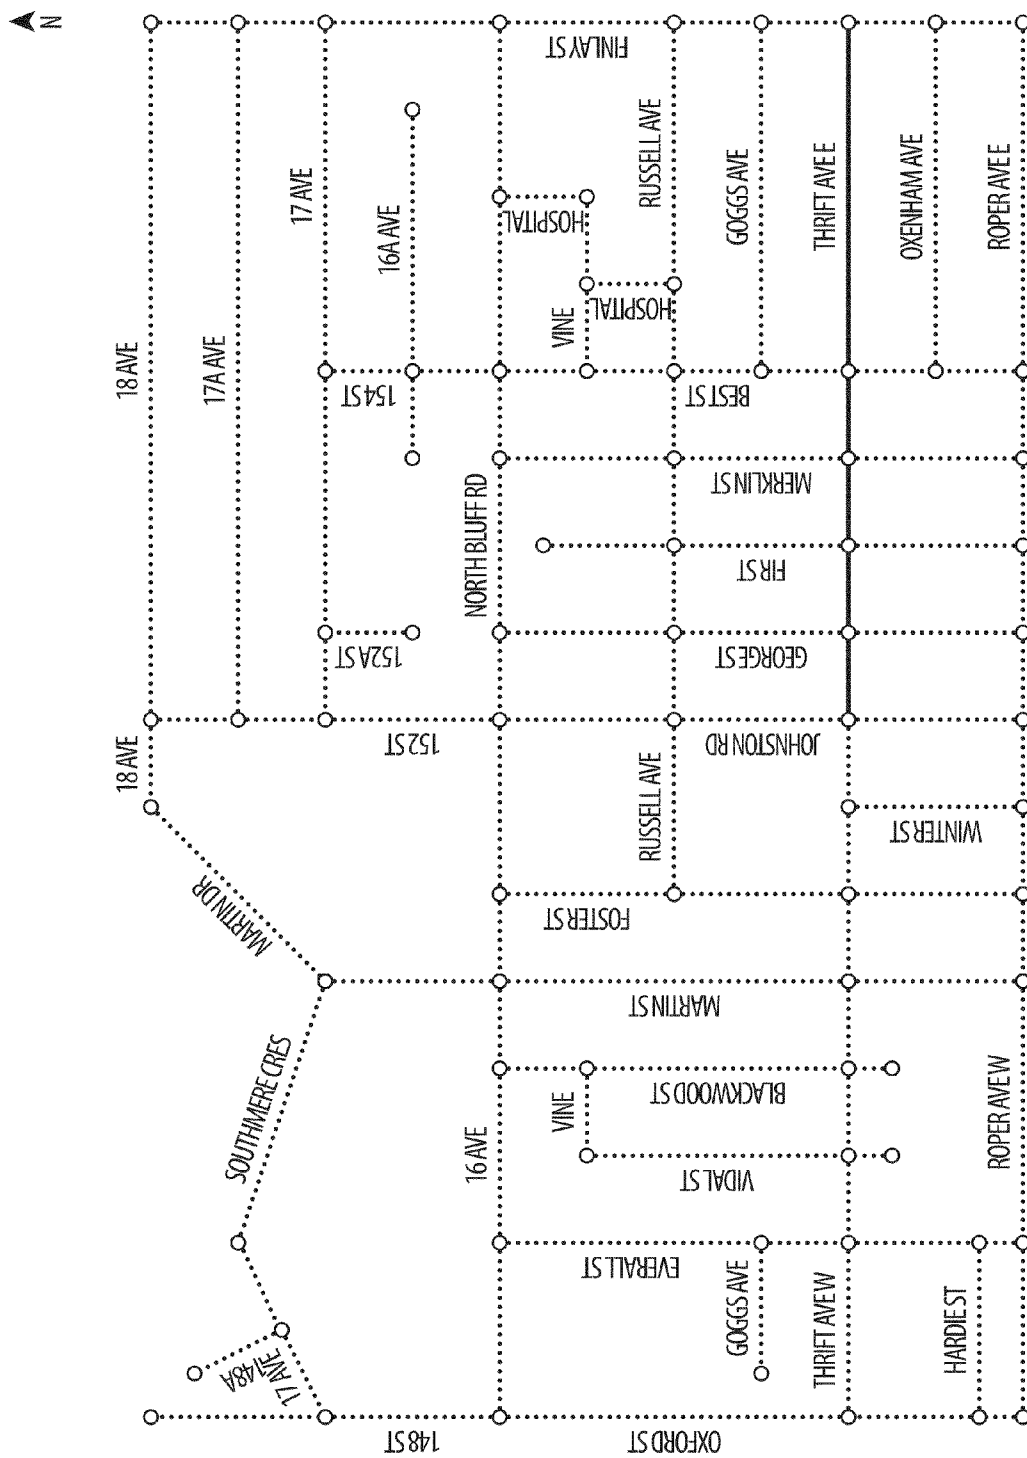 N
18 AVE
18 AVE
MARTIN DR
17A AVE
SOUTHMERE CRES
148A
17 AVE
17 AVE
152A ST
154 ST
16A AVE
148 ST
152 ST
16 AVE
NORTH BLUFF RD
FINLAY ST
HOSPITAL
VINE
VINE
HOSPITAL
FOSTER ST
EVERALL ST
RUSSELL AVE
RUSSELL AVE
OXFORD ST
VIDAL ST
BLACKWOOD ST
MARTIN ST
JOHNSTON RD
GEORGE ST
FIR ST
MERKLIN ST
BEST ST
GOGGS AVE
GOGGS AVE
THRIFT AVE W
THRIFT AVE E
WINTER ST
OXENHAM AVE
HARDIE ST
ROPER AVE W
ROPER AVE E